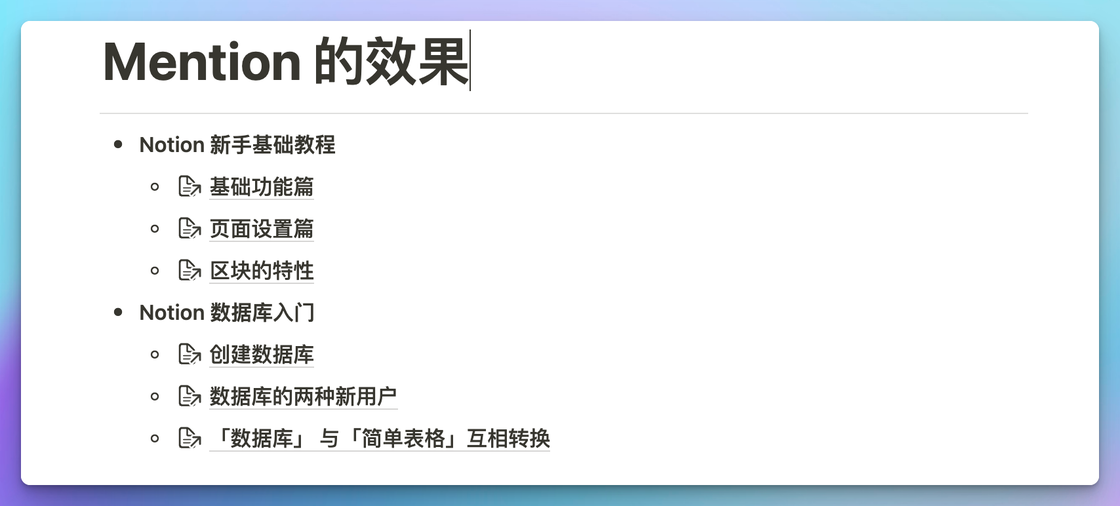 Mention 的效果
Notion 新手基础教程
基础功能篇
页面设置篇
区块的特性
Notion 数据库入门
创建数据库
数据库的两种新用户
「数据库」 与「简单表格」互相转换